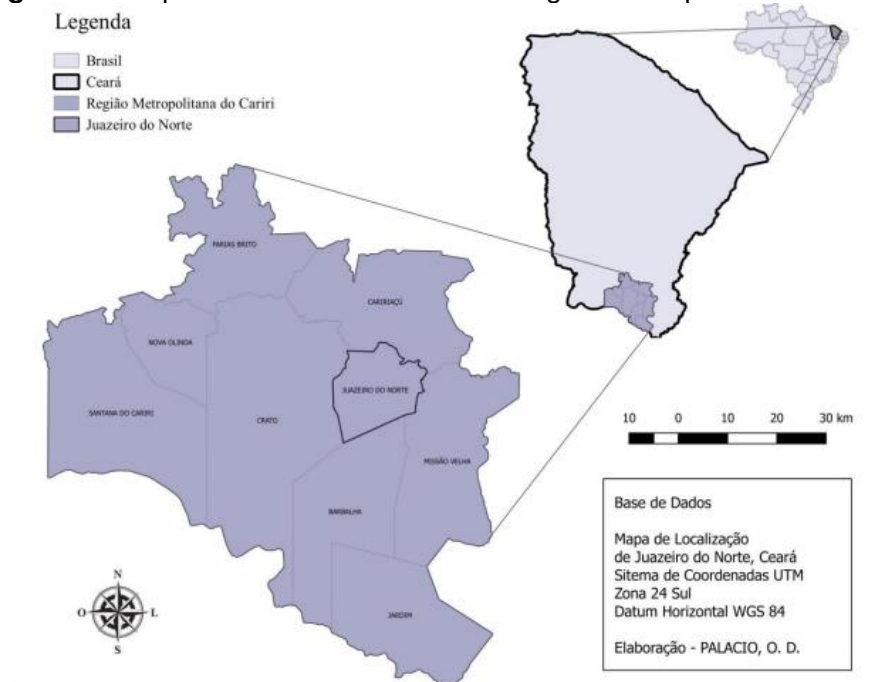 Legenda
Brasil
Ceará
Região Metropolitana do Cariri
Juazeiro do Norte
FARIAS BRITO
CARIRIAÇÚ
NOVA OLINDA
JUAZEIRO DO NORTE
SANTANA DO CARIRI
CRATO
MISSÃO VELHA
BARBALHA
JARDIM
N
O
L
S
10 0 10 20 30 km
Base de Dados
Mapa de Localização
de Juazeiro do Norte, Ceará
Sitema de Coordenadas UTM
Zona 24 Sul
Datum Horizontal WGS 84
Elaboração - PALACIO, O. D.